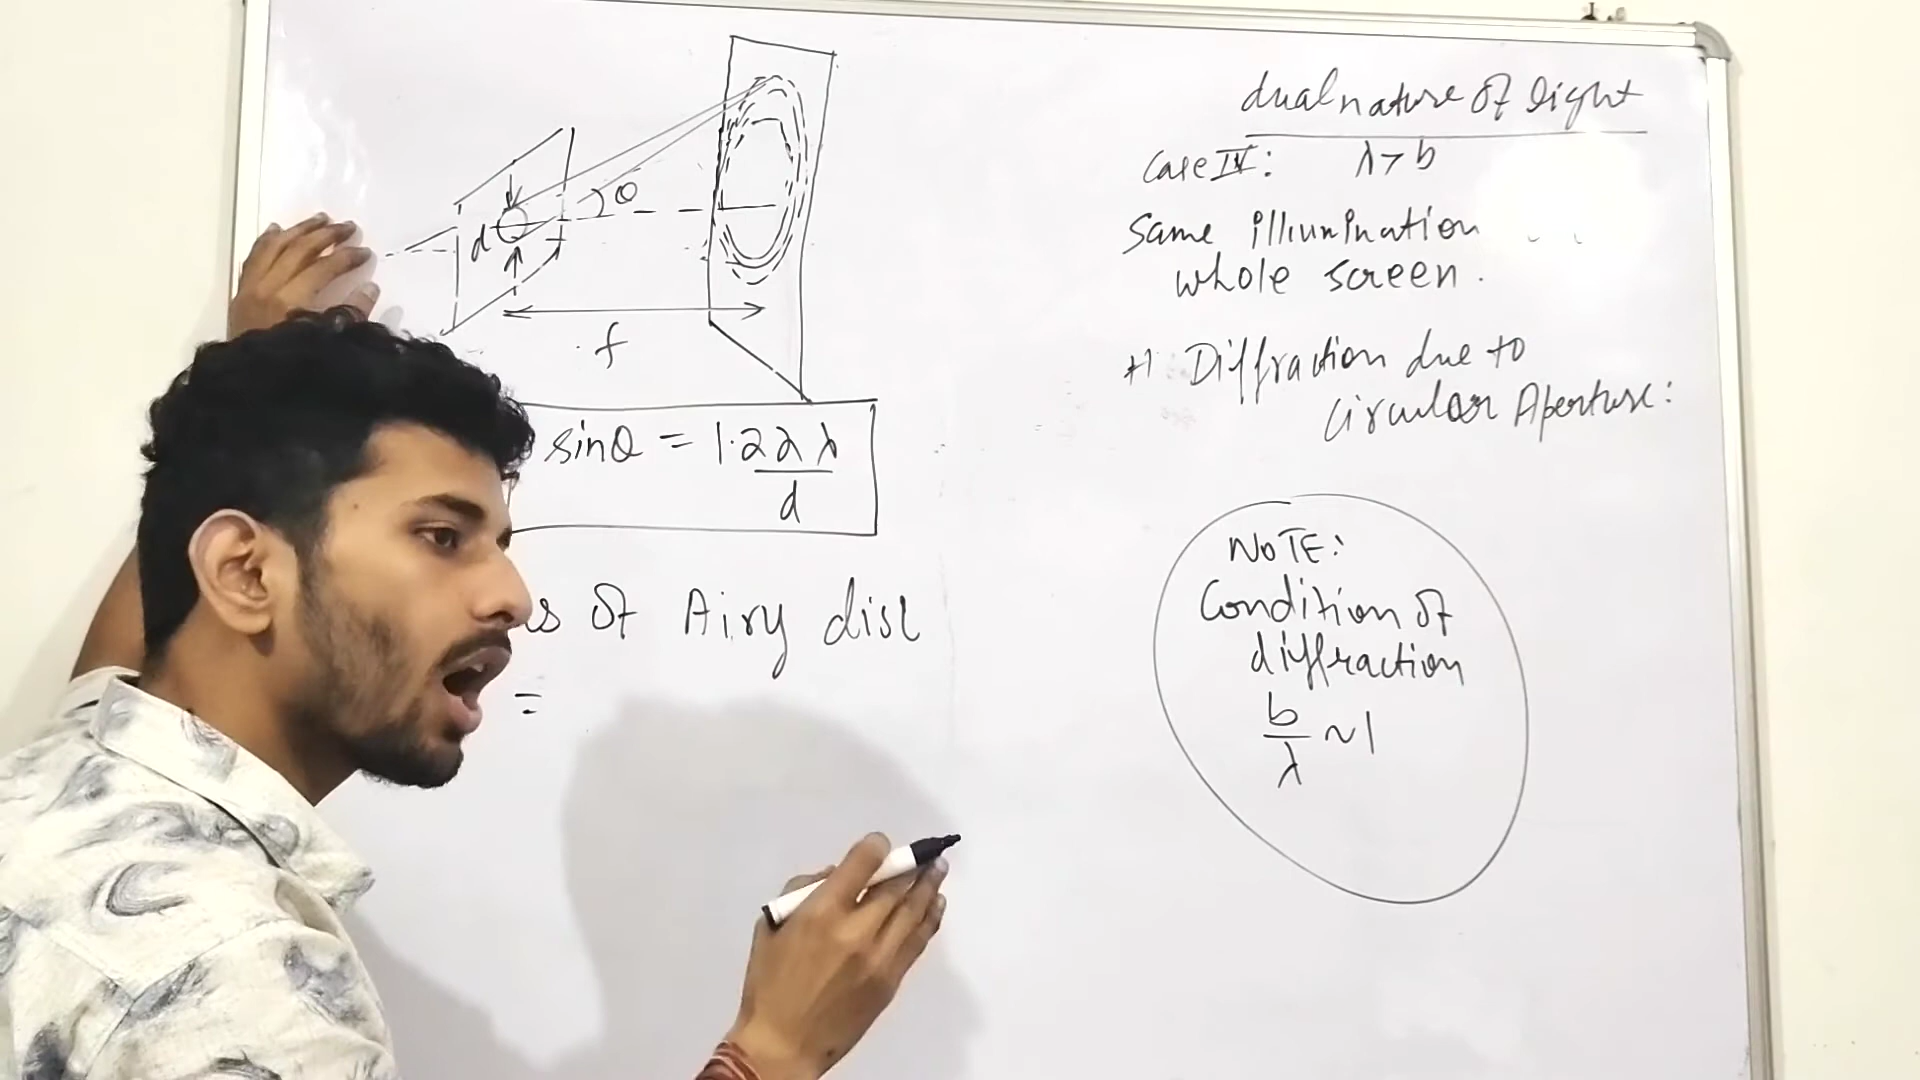 d
θ
f
sinθ = 1.22 λ
d
of Airy disc
=
dual nature of light
Case IV: λ > b
Same illumination
whole screen.
Diffraction due to
Circular Aperture:
NOTE:
Condition of
diffraction
b
λ
~1